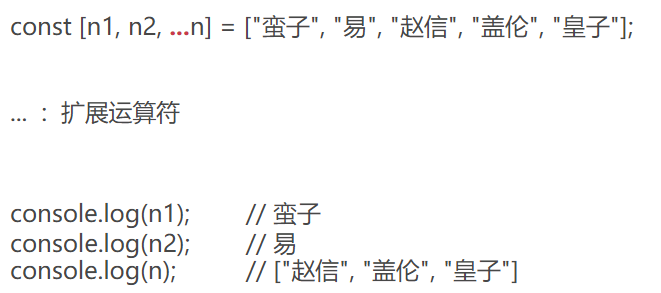 const [n1, n2, ...n] = ["蛮子", "易", "赵信", "盖伦", "皇子"];
... ：扩展运算符
console.log(n1); // 蛮子
console.log(n2); // 易
console.log(n); // ["赵信", "盖伦", "皇子"]